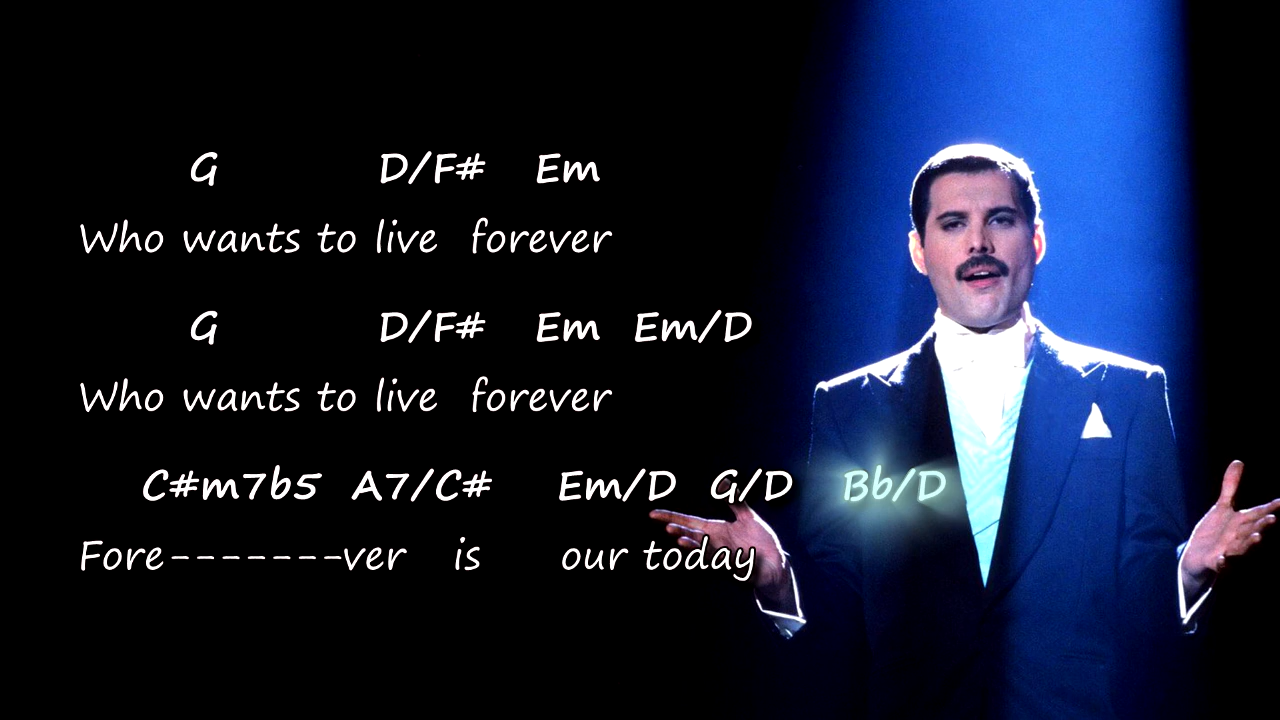 G D/F# Em
Who wants to live forever
G D/F# Em Em/D
Who wants to live forever
C#m7b5 A7/C# Em/D G/D Bb/D
Fore-------ver is our today